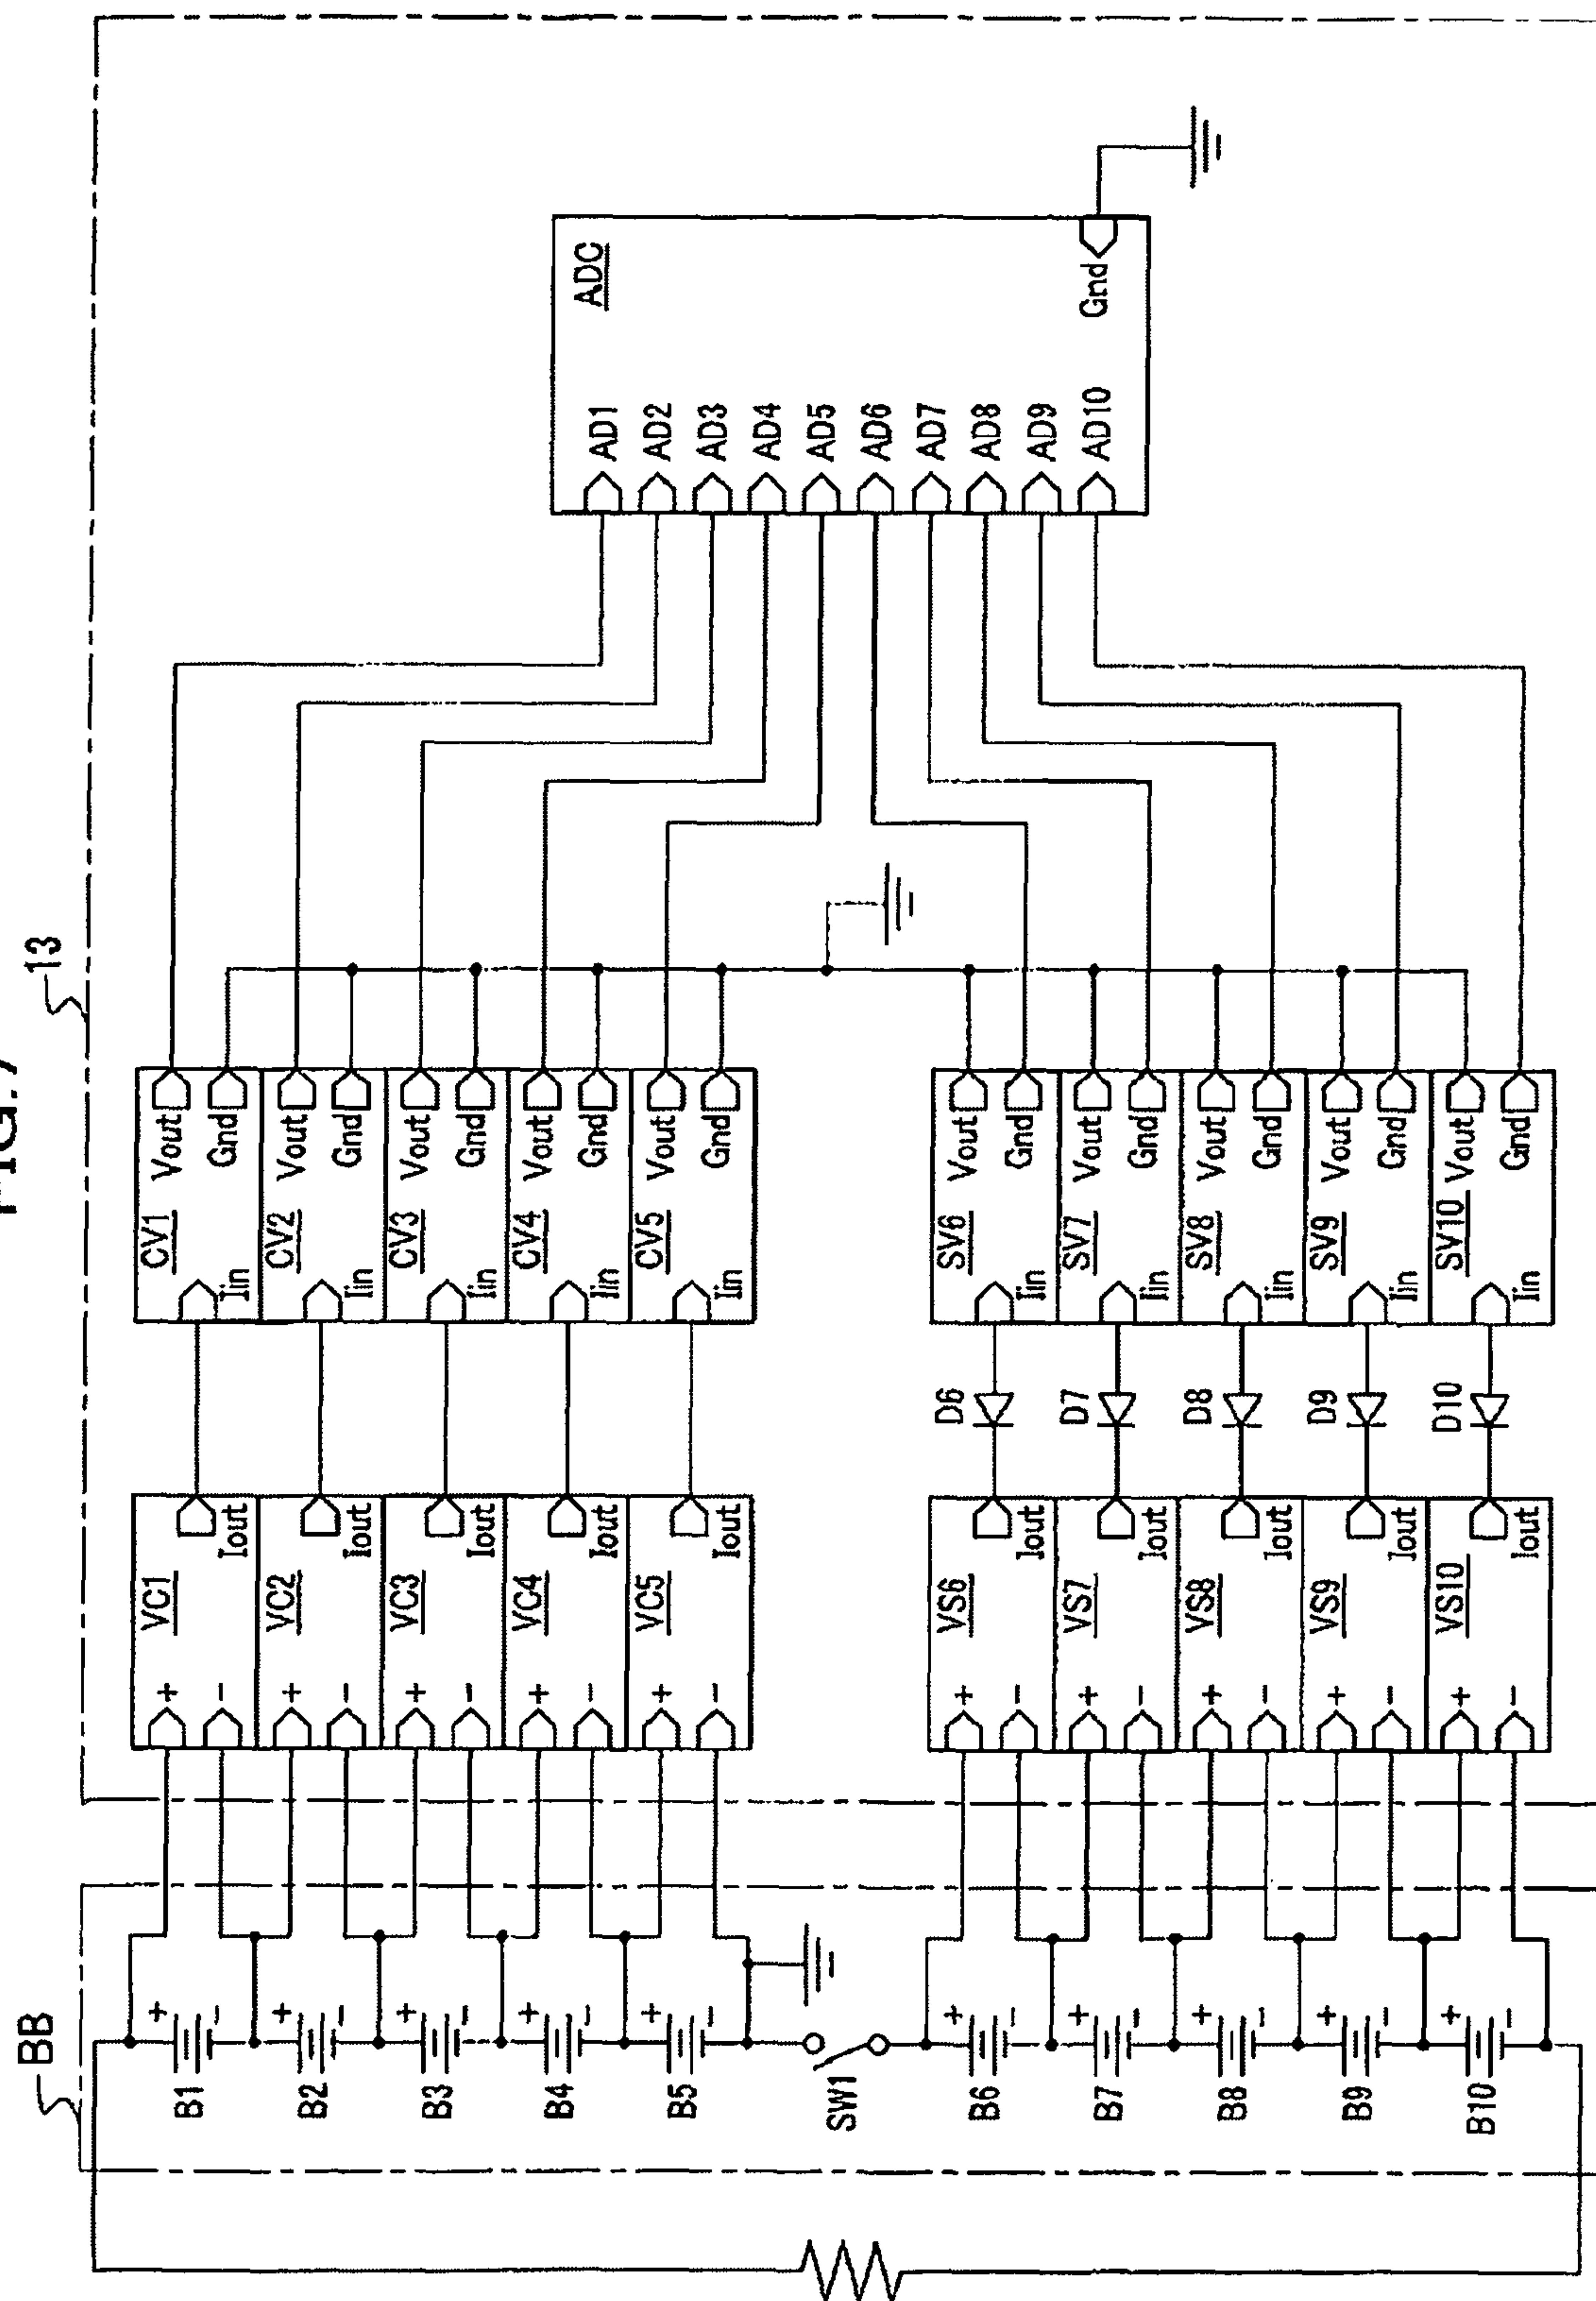 FIG. 7
13
BB
B1
B2
B3
B4
B5
SW1
B6
B7
B8
B9
B10
+
-
+
-
+
-
+
-
+
-
+
-
+
-
+
-
+
-
+
-
VC1
+
-
Iout
VC2
+
-
Iout
VC3
+
-
Iout
VC4
+
-
Iout
VC5
+
-
Iout
VS6
+
-
Iout
VS7
+
-
Iout
VS8
+
-
Iout
VS9
+
-
Iout
VS10
+
-
Iout
D6
D7
D8
D9
D10
CV1
Iin
Vout
Gnd
CV2
Iin
Vout
Gnd
CV3
Iin
Vout
Gnd
CV4
Iin
Vout
Gnd
CV5
Iin
Vout
Gnd
SV6
Iin
Vout
Gnd
SV7
Iin
Vout
Gnd
SV8
Iin
Vout
Gnd
SV9
Iin
Vout
Gnd
SV10
Iin
Vout
Gnd
ADC
AD1
AD2
AD3
AD4
AD5
AD6
AD7
AD8
AD9
AD10
Gnd